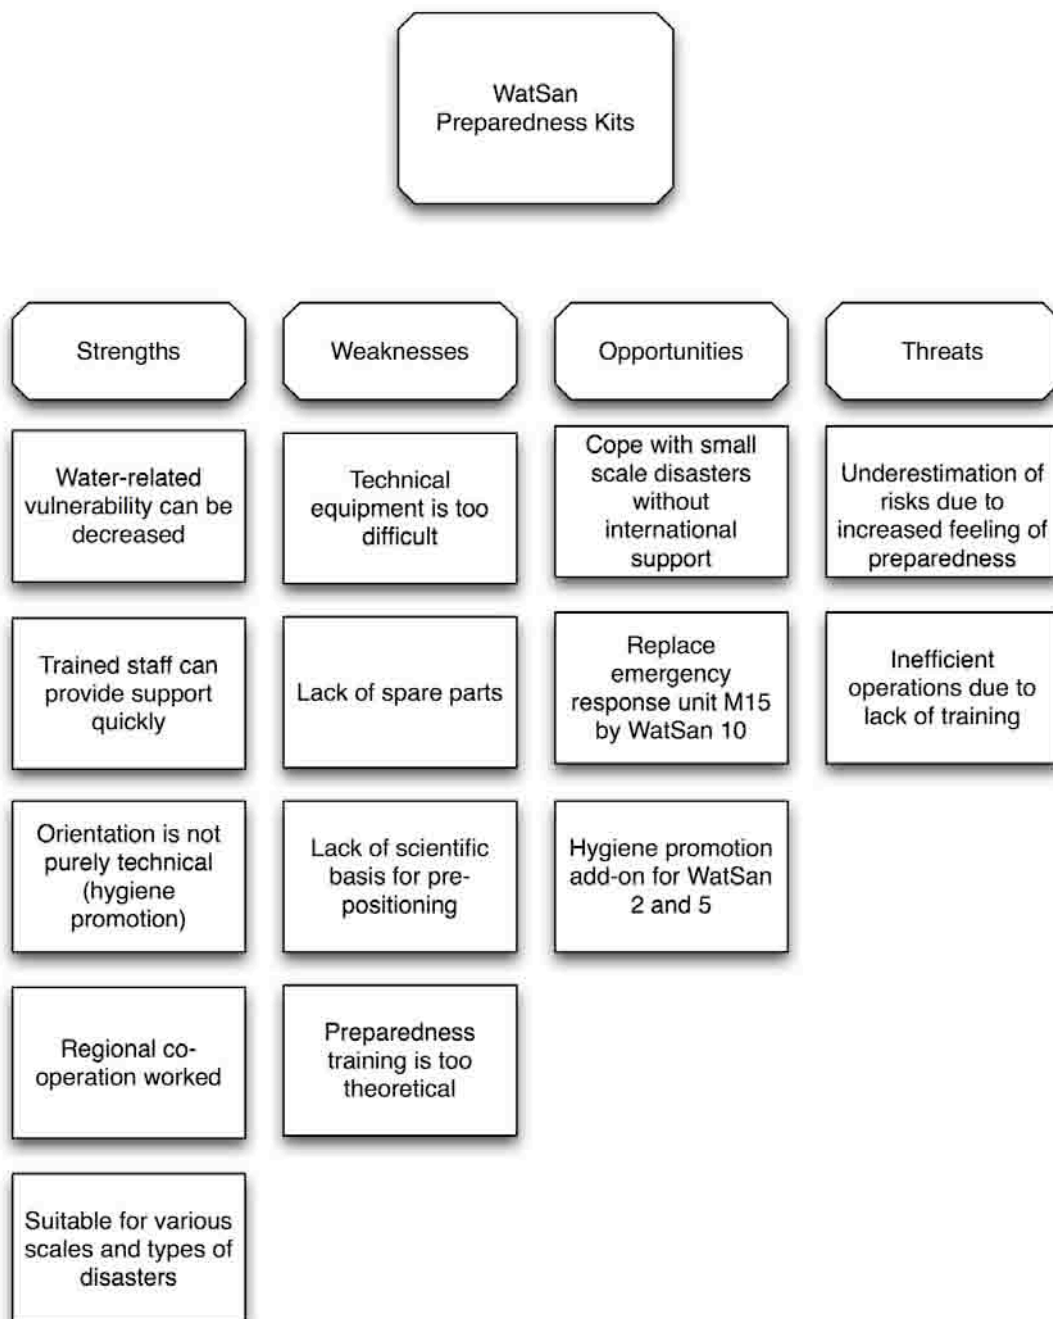 WatSan
Preparedness Kits
Strengths
Weaknesses
Opportunities
Threats
Water-related
vulnerability can be
decreased
Technical
equipment is too
difficult
Cope with small
scale disasters
without
international
support
Underestimation of
risks due to
increased feeling of
preparedness
Trained staff can
provide support
quickly
Lack of spare parts
Replace
emergency
response unit M15
by WatSan 10
Inefficient
operations due to
lack of training
Orientation is not
purely technical
(hygiene
promotion)
Lack of scientific
basis for pre-
positioning
Hygiene promotion
add-on for WatSan
2 and 5
Regional co-
operation worked
Preparedness
training is too
theoretical
Suitable for various
scales and types of
disasters